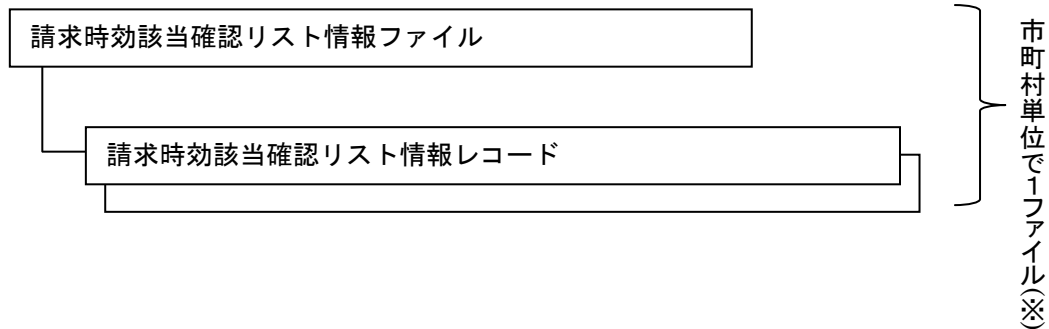 請求時効該当確認リスト情報ファイル
請求時効該当確認リスト情報レコード
市町村単位で1ファイル(※)